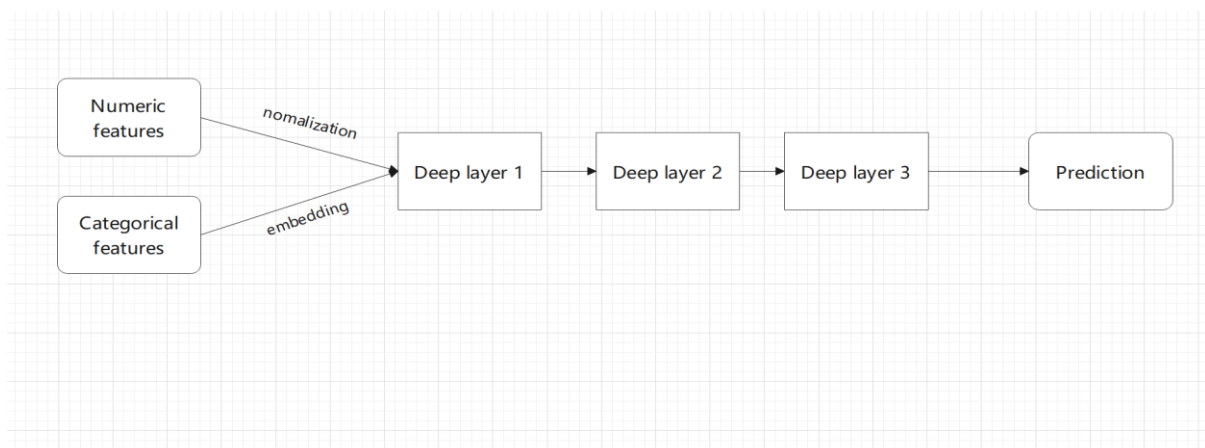 Numeric
features
nomalization
Categorical
features
embedding
Deep layer 1
Deep layer 2
Deep layer 3
Prediction